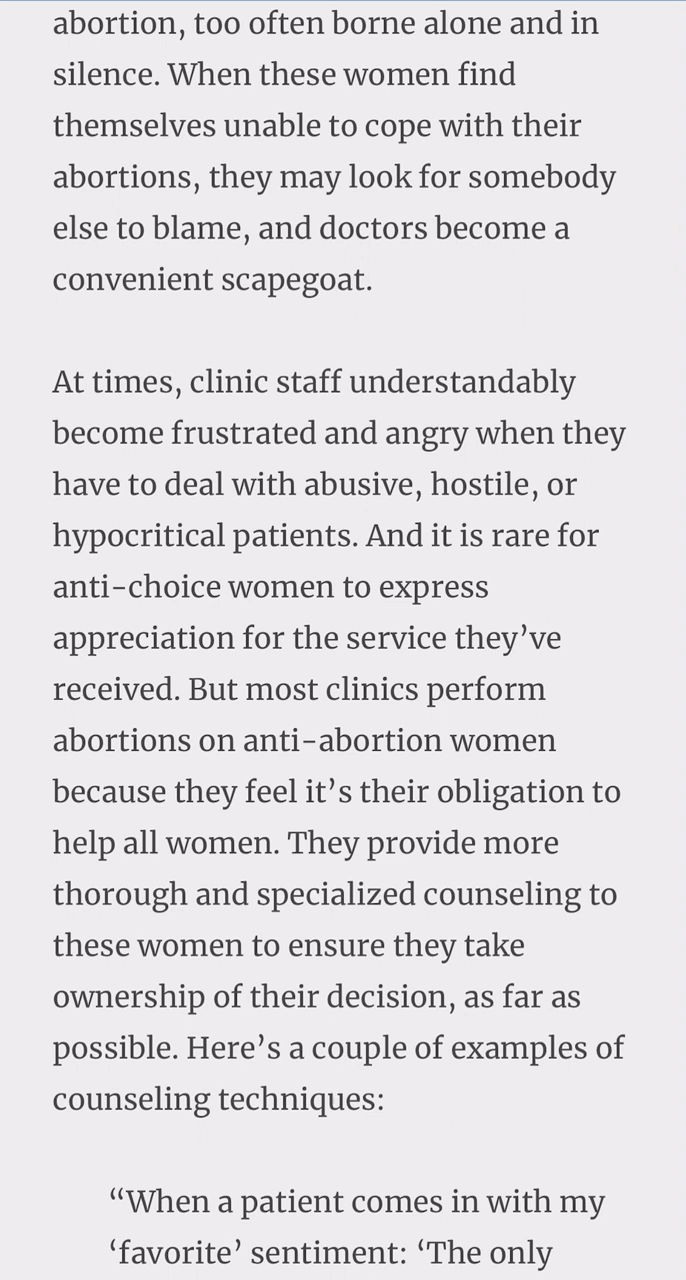 abortion, too often borne alone and in
silence. When these women find
themselves unable to cope with their
abortions, they may look for somebody
else to blame, and doctors become a
convenient scapegoat.
At times, clinic staff understandably
become frustrated and angry when they
have to deal with abusive, hostile, or
hypocritical patients. And it is rare for
anti-choice women to express
appreciation for the service they’ve
received. But most clinics perform
abortions on anti-abortion women
because they feel it’s their obligation to
help all women. They provide more
thorough and specialized counseling to
these women to ensure they take
ownership of their decision, as far as
possible. Here’s a couple of examples of
counseling techniques:
“When a patient comes in with my
‘favorite’ sentiment: ‘The only